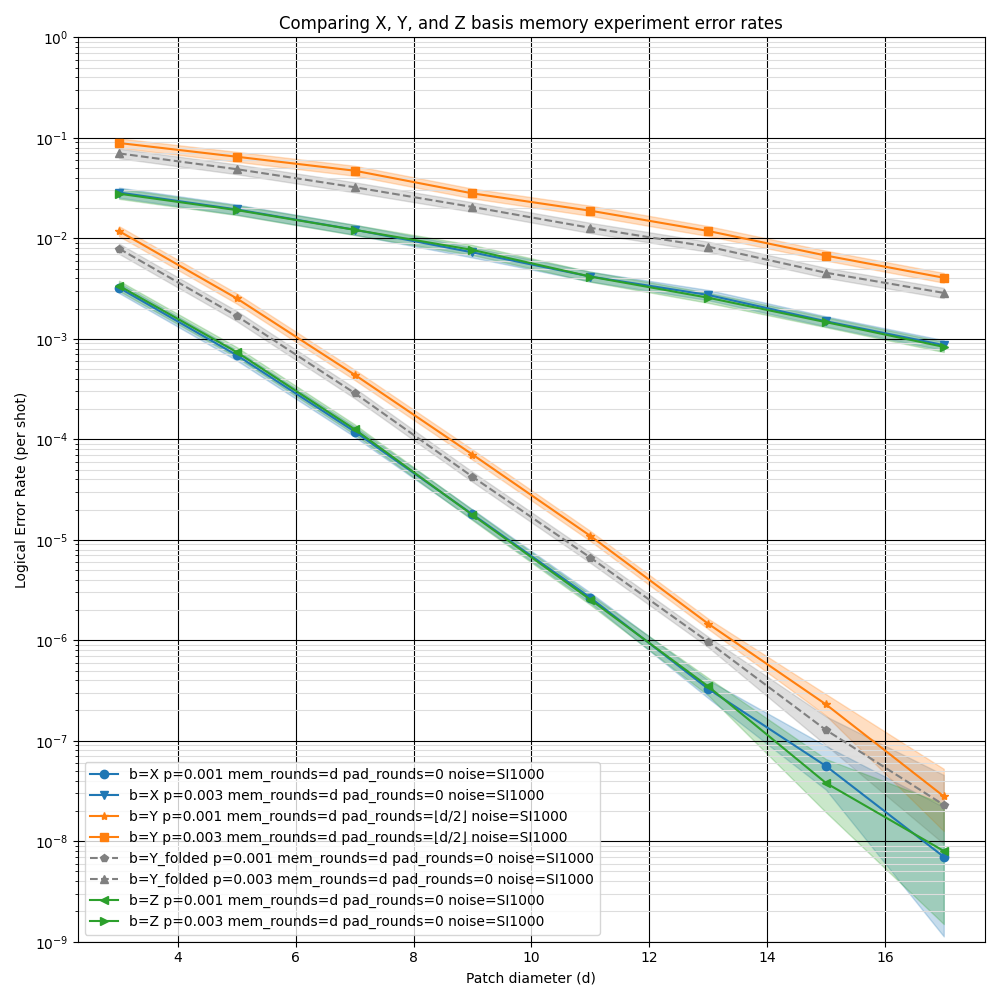 Comparing X, Y, and Z basis memory experiment error rates
10⁰
10⁻¹
10⁻²
10⁻³
10⁻⁴
10⁻⁵
10⁻⁶
10⁻⁷
10⁻⁸
10⁻⁹
Logical Error Rate (per shot)
b=X p=0.001 mem_rounds=d pad_rounds=0 noise=SI1000
b=X p=0.003 mem_rounds=d pad_rounds=0 noise=SI1000
b=Y p=0.001 mem_rounds=d pad_rounds=⌊d/2⌋ noise=SI1000
b=Y p=0.003 mem_rounds=d pad_rounds=⌊d/2⌋ noise=SI1000
b=Y_folded p=0.001 mem_rounds=d pad_rounds=0 noise=SI1000
b=Y_folded p=0.003 mem_rounds=d pad_rounds=0 noise=SI1000
b=Z p=0.001 mem_rounds=d pad_rounds=0 noise=SI1000
b=Z p=0.003 mem_rounds=d pad_rounds=0 noise=SI1000
4 6 8 10 12 14 16
Patch diameter (d)